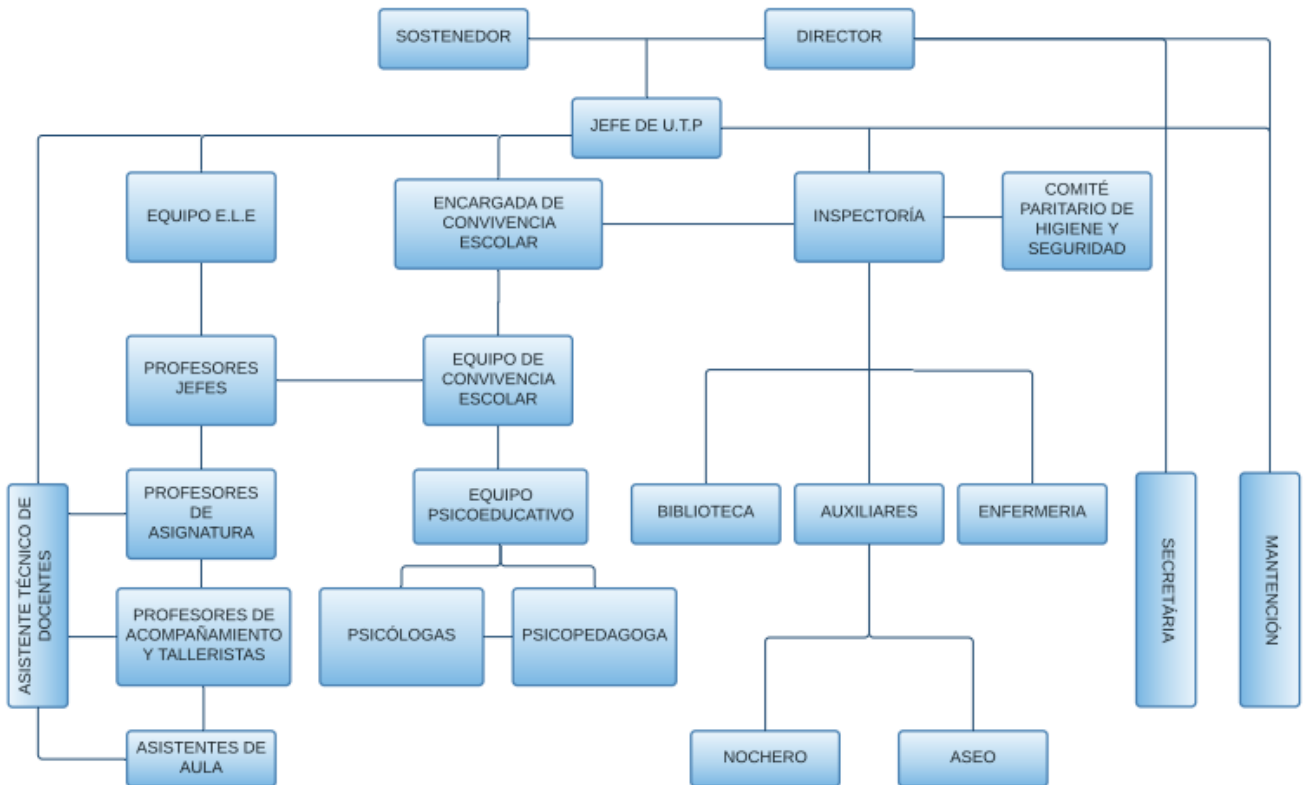 SOSTENEDOR
DIRECTOR
JEFE DE U.T.P
EQUIPO E.L.E
ENCARGADA DE
CONVIVENCIA
ESCOLAR
INSPECTORÍA
COMITÉ
PARITARIO DE
HIGIENE Y
SEGURIDAD
PROFESORES
JEFES
EQUIPO DE
CONVIVENCIA
ESCOLAR
ASISTENTE TÉCNICO DE
DOCENTES
PROFESORES
DE
ASIGNATURA
EQUIPO
PSICOEDUCATIVO
BIBLIOTECA
AUXILIARES
ENFERMERIA
SECRETÁRIA
MANTENCIÓN
PROFESORES DE
ACOMPAÑAMIENTO
Y TALLERISTAS
PSICÓLOGAS
PSICOPEDAGOGA
ASISTENTES DE
AULA
NOCHERO
ASEO